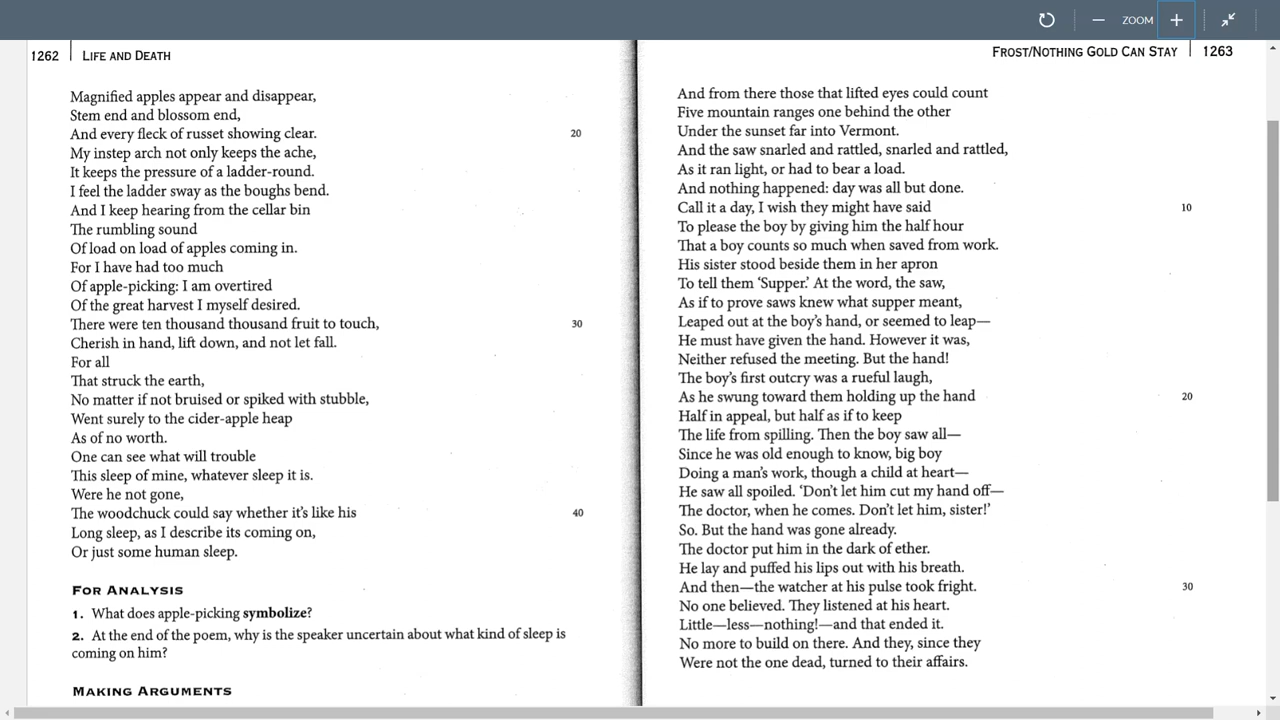 ZOOM
1262 LIFE AND DEATH
Magnified apples appear and disappear,
Stem end and blossom end,
And every fleck of russet showing clear. 20
My instep arch not only keeps the ache,
It keeps the pressure of a ladder-round.
I feel the ladder sway as the boughs bend.
And I keep hearing from the cellar bin
The rumbling sound
Of load on load of apples coming in.
For I have had too much
Of apple-picking: I am overtired
Of the great harvest I myself desired.
There were ten thousand thousand fruit to touch, 30
Cherish in hand, lift down, and not let fall.
For all
That struck the earth,
No matter if not bruised or spiked with stubble,
Went surely to the cider-apple heap
As of no worth.
One can see what will trouble
This sleep of mine, whatever sleep it is.
Were he not gone,
The woodchuck could say whether it's like his 40
Long sleep, as I describe its coming on,
Or just some human sleep.
FOR ANALYSIS
1. What does apple-picking symbolize?
2. At the end of the poem, why is the speaker uncertain about what kind of sleep is
coming on him?
MAKING ARGUMENTS
FROST/NOTHING GOLD CAN STAY 1263
And from there those that lifted eyes could count
Five mountain ranges one behind the other
Under the sunset far into Vermont.
And the saw snarled and rattled, snarled and rattled,
As it ran light, or had to bear a load.
And nothing happened: day was all but done.
Call it a day, I wish they might have said 10
To please the boy by giving him the half hour
That a boy counts so much when saved from work.
His sister stood beside them in her apron
To tell them ‘Supper.’ At the word, the saw,
As if to prove saws knew what supper meant,
Leaped out at the boy's hand, or seemed to leap—
He must have given the hand. However it was,
Neither refused the meeting. But the hand!
The boy's first outcry was a rueful laugh,
As he swung toward them holding up the hand 20
Half in appeal, but half as if to keep
The life from spilling. Then the boy saw all—
Since he was old enough to know, big boy
Doing a man's work, though a child at heart—
He saw all spoiled. ‘Don't let him cut my hand off—
The doctor, when he comes. Don't let him, sister!’
So. But the hand was gone already.
The doctor put him in the dark of ether.
He lay and puffed his lips out with his breath.
And then—the watcher at his pulse took fright. 30
No one believed. They listened at his heart.
Little—less—nothing!—and that ended it.
No more to build on there. And they, since they
Were not the one dead, turned to their affairs.